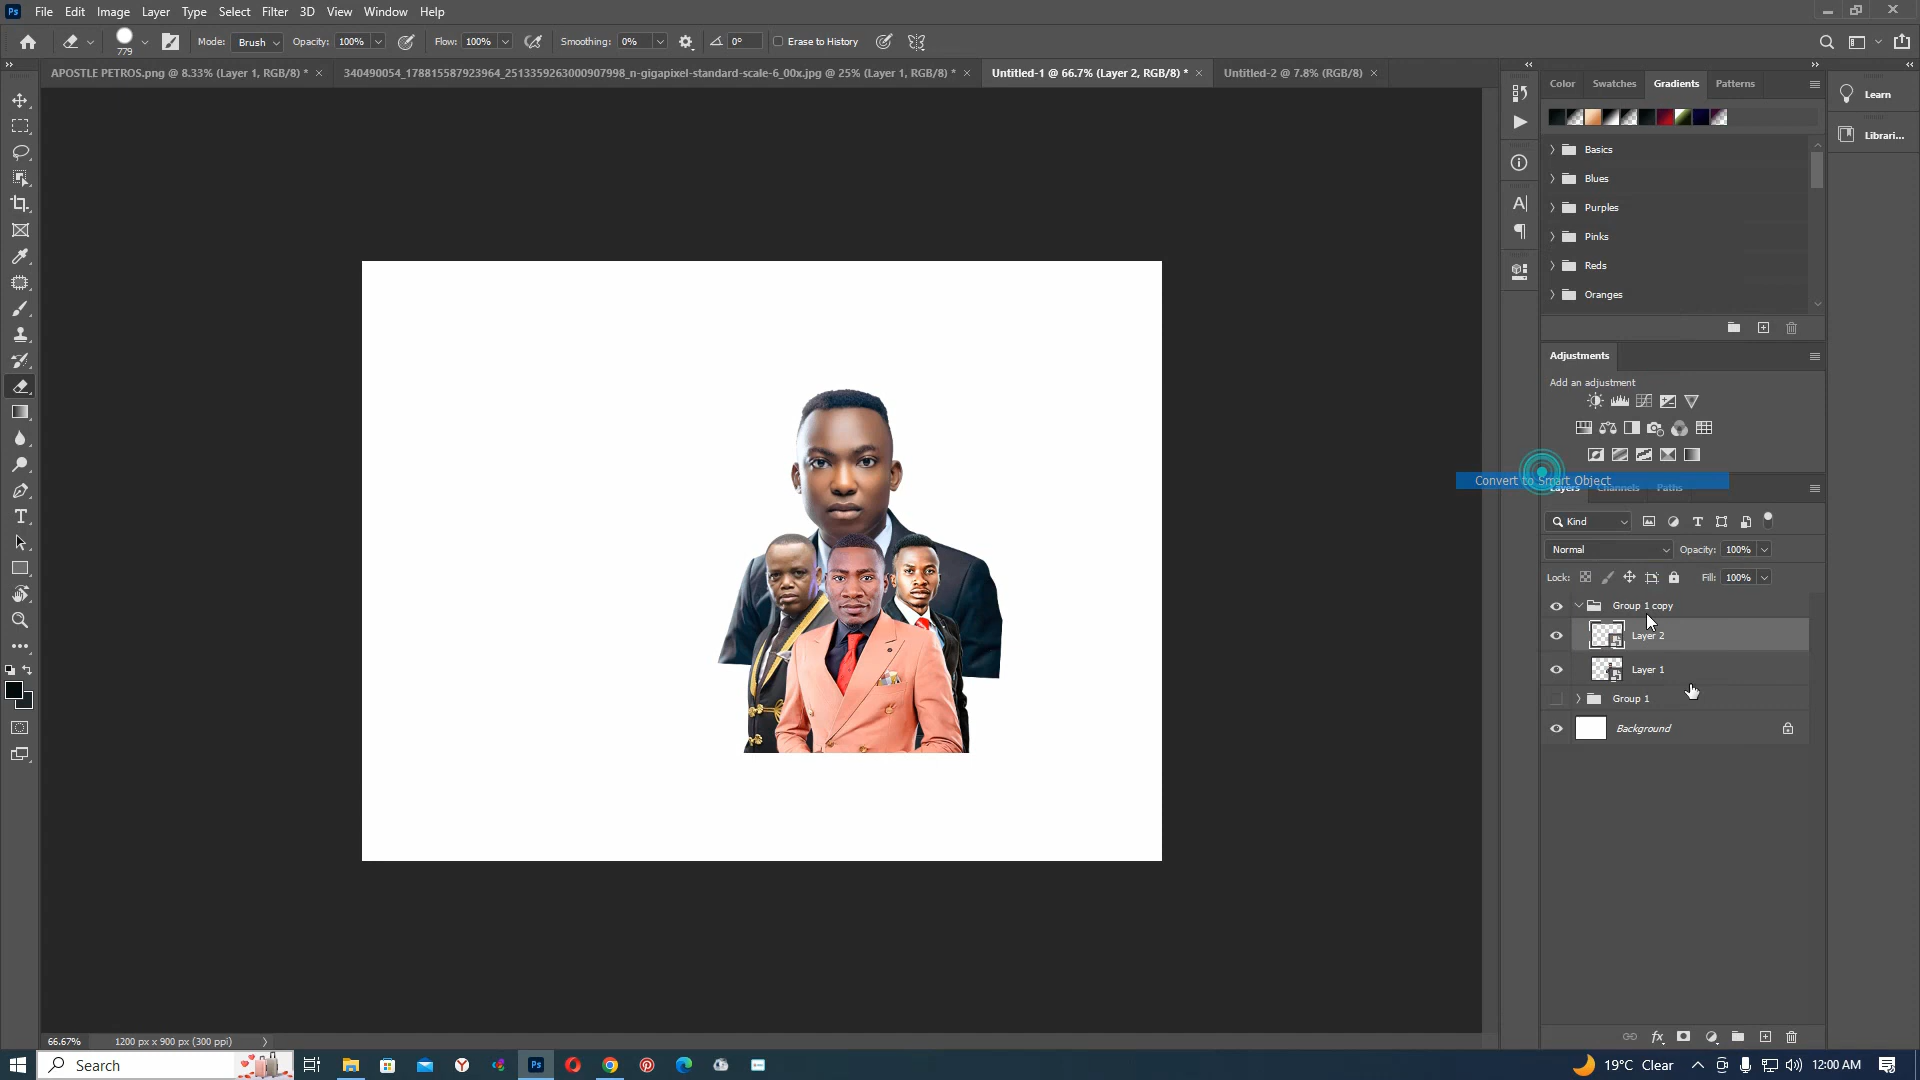 Ps File Edit Image Layer Type Select Filter 3D View Window Help
779 Mode: Brush Opacity: 100% Flow: 100% Smoothing: 0% 0° Erase to History
APOSTLE PETROS.png @ 8.33% (Layer 1, RGB/8) * × 340490054_178815587923964_2513359263000907998_n-gigapixel-standard-scale-6_00x.jpg @ 25% (Layer 1, RGB/8) * × Untitled-1 @ 66.7% (Layer 2, RGB/8) * × Untitled-2 @ 7.8% (RGB/8) ×
Color Swatches Gradients Patterns
Learn
Librari...
Basics
Blues
Purples
Pinks
Reds
Oranges
Adjustments
Add an adjustment
Convert to Smart Object
Layers Channels Paths
Kind
Normal Opacity: 100%
Lock: Fill: 100%
Group 1 copy
Layer 2
Layer 1
Group 1
Background
66.67% 1200 px x 900 px (300 ppi)
Search
Ps
19°C Clear 12:00 AM